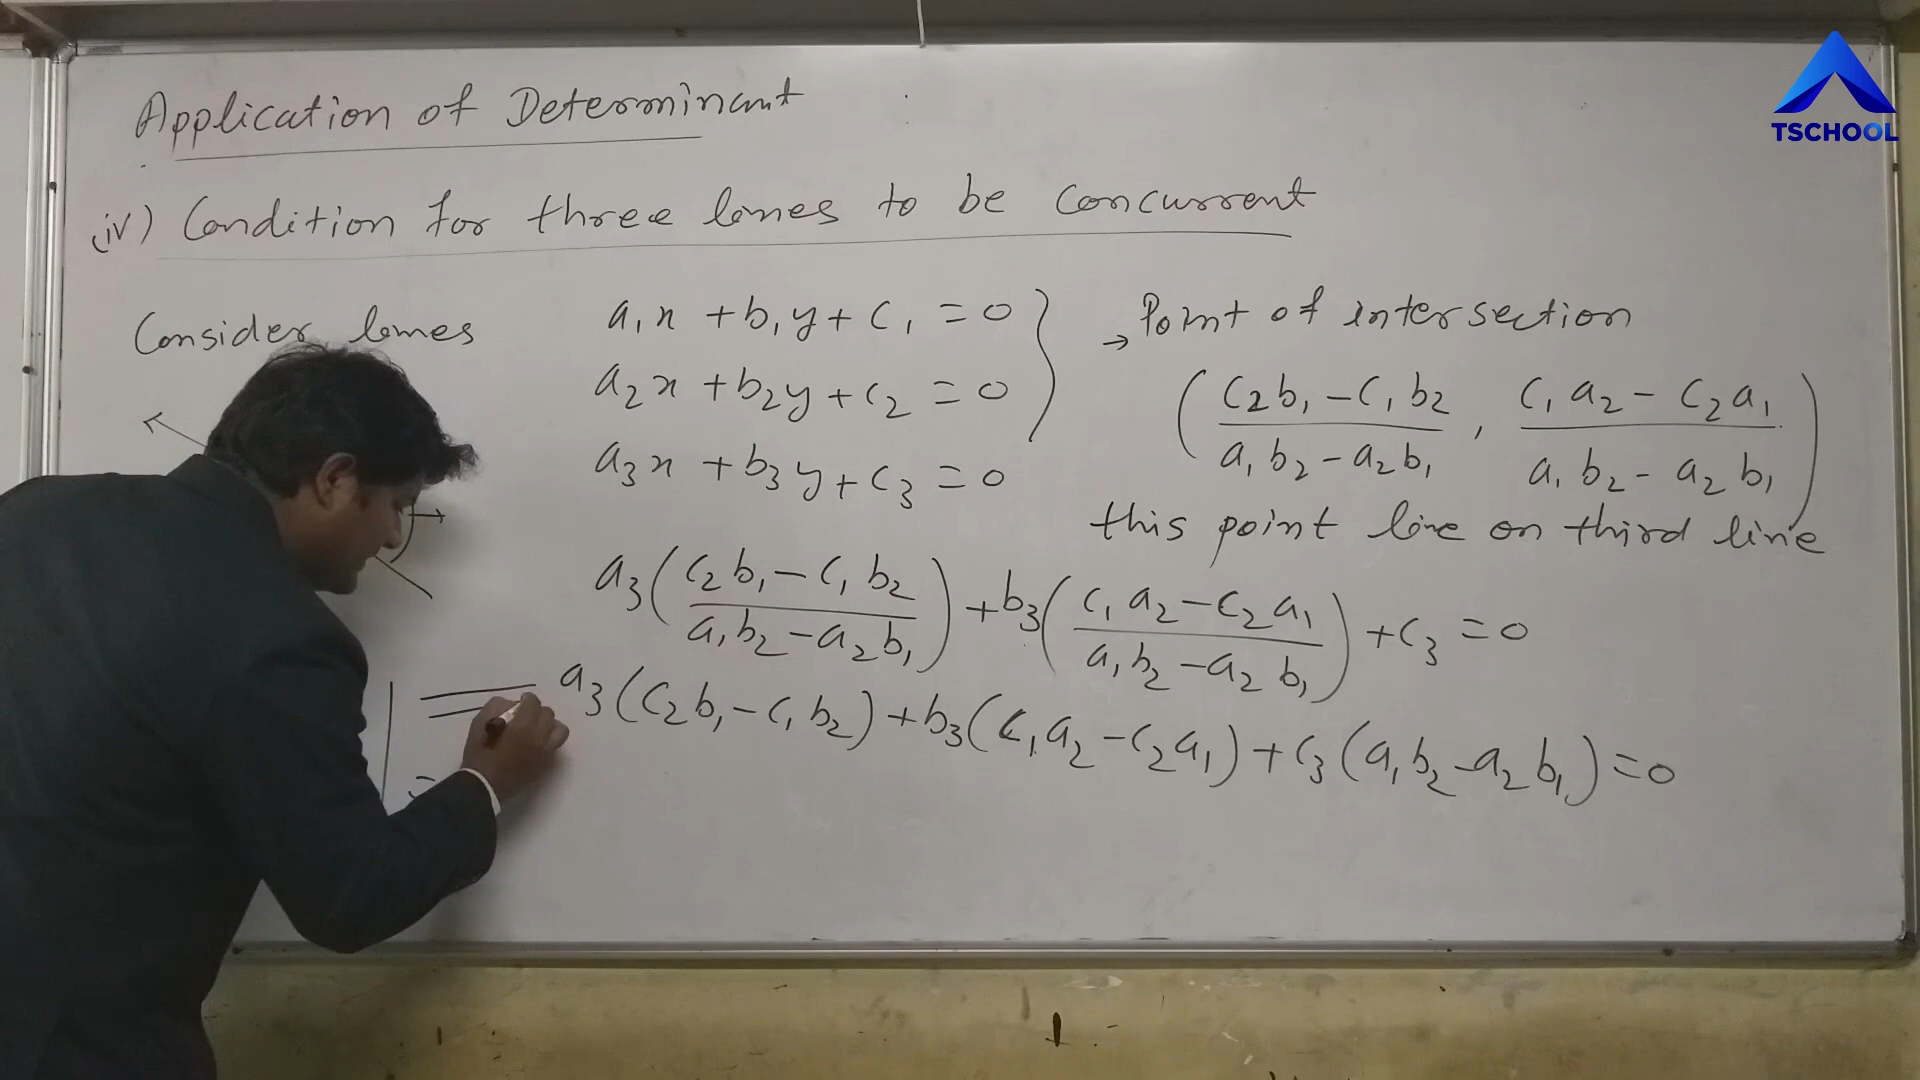 TSCHOOL
Application of Determinant
(iv) Condition for three lines to be concurrent
Consider lines
a₁x + b₁y + c₁ = 0
a₂x + b₂y + c₂ = 0
a₃x + b₃y + c₃ = 0
→ Point of intersection
((c₂b₁ - c₁b₂)/(a₁b₂ - a₂b₁), (c₁a₂ - c₂a₁)/(a₁b₂ - a₂b₁))
this point line on third line
a₃((c₂b₁ - c₁b₂)/(a₁b₂ - a₂b₁)) + b₃((c₁a₂ - c₂a₁)/(a₁b₂ - a₂b₁)) + c₃ = 0
a₃(c₂b₁ - c₁b₂) + b₃(c₁a₂ - c₂a₁) + c₃(a₁b₂ - a₂b₁) = 0